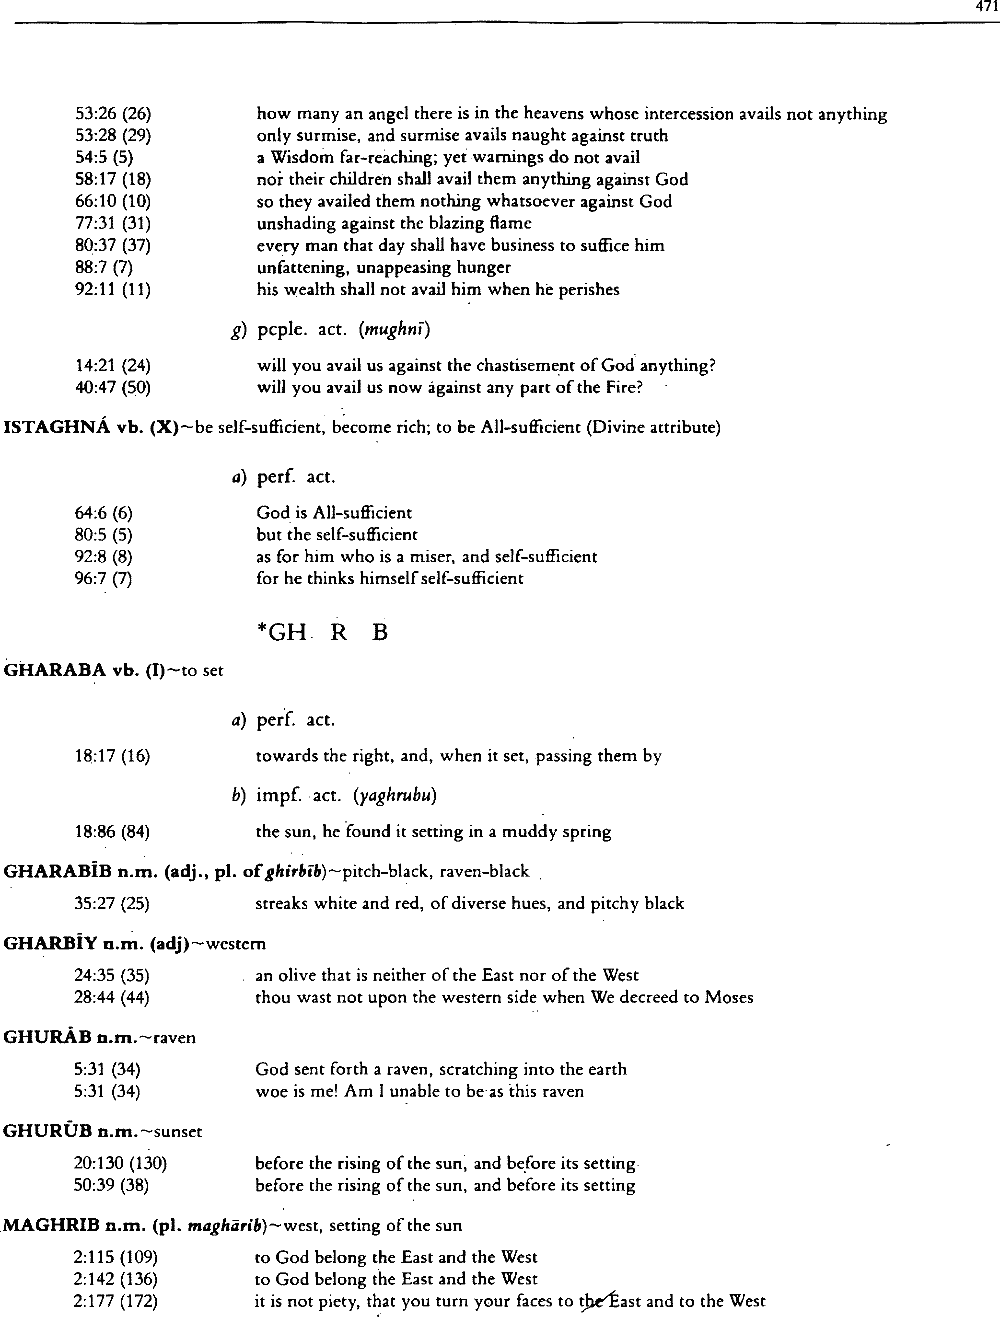 471
53:26 (26) how many an angel there is in the heavens whose intercession avails not anything
53:28 (29) only surmise, and surmise avails naught against truth
54:5 (5) a Wisdom far-reaching; yet warnings do not avail
58:17 (18) nor their children shall avail them anything against God
66:10 (10) so they availed them nothing whatsoever against God
77:31 (31) unshading against the blazing flame
80:37 (37) every man that day shall have business to suffice him
88:7 (7) unfattening, unappeasing hunger
92:11 (11) his wealth shall not avail him when he perishes
g) pcple. act. (mughnī)
14:21 (24) will you avail us against the chastisement of God anything?
40:47 (50) will you avail us now against any part of the Fire?
ISTAGHNÁ vb. (X)~be self-sufficient, become rich; to be All-sufficient (Divine attribute)
a) perf. act.
64:6 (6) God is All-sufficient
80:5 (5) but the self-sufficient
92:8 (8) as for him who is a miser, and self-sufficient
96:7 (7) for he thinks himself self-sufficient
*GH R B
GHARABA vb. (I)~to set
a) perf. act.
18:17 (16) towards the right, and, when it set, passing them by
b) impf. act. (yaghrubu)
18:86 (84) the sun, he found it setting in a muddy spring
GHARABĪB n.m. (adj., pl. of ghirbīb)~pitch-black, raven-black
35:27 (25) streaks white and red, of diverse hues, and pitchy black
GHARBĪY n.m. (adj)~western
24:35 (35) an olive that is neither of the East nor of the West
28:44 (44) thou wast not upon the western side when We decreed to Moses
GHURĀB n.m.~raven
5:31 (34) God sent forth a raven, scratching into the earth
5:31 (34) woe is me! Am I unable to be as this raven
GHURŪB n.m.~sunset
20:130 (130) before the rising of the sun, and before its setting
50:39 (38) before the rising of the sun, and before its setting
MAGHRIB n.m. (pl. maghārib)~west, setting of the sun
2:115 (109) to God belong the East and the West
2:142 (136) to God belong the East and the West
2:177 (172) it is not piety, that you turn your faces to the East and to the West